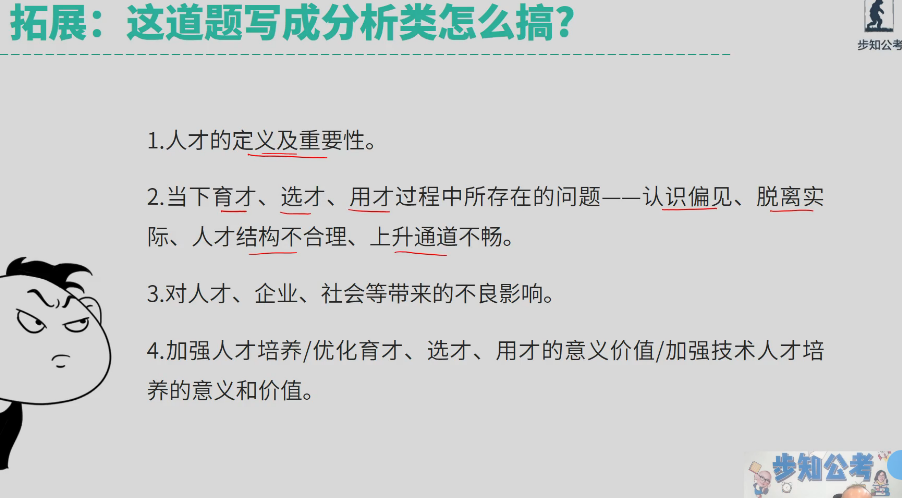 拓展：这道题写成分析类怎么搞？
步知公考
1.人才的定义及重要性。
2.当下育才、选才、用才过程中所存在的问题——认识偏见、脱离实
际、人才结构不合理、上升通道不畅。
3.对人才、企业、社会等带来的不良影响。
4.加强人才培养/优化育才、选才、用才的意义价值/加强技术人才培
养的意义和价值。
步知公考